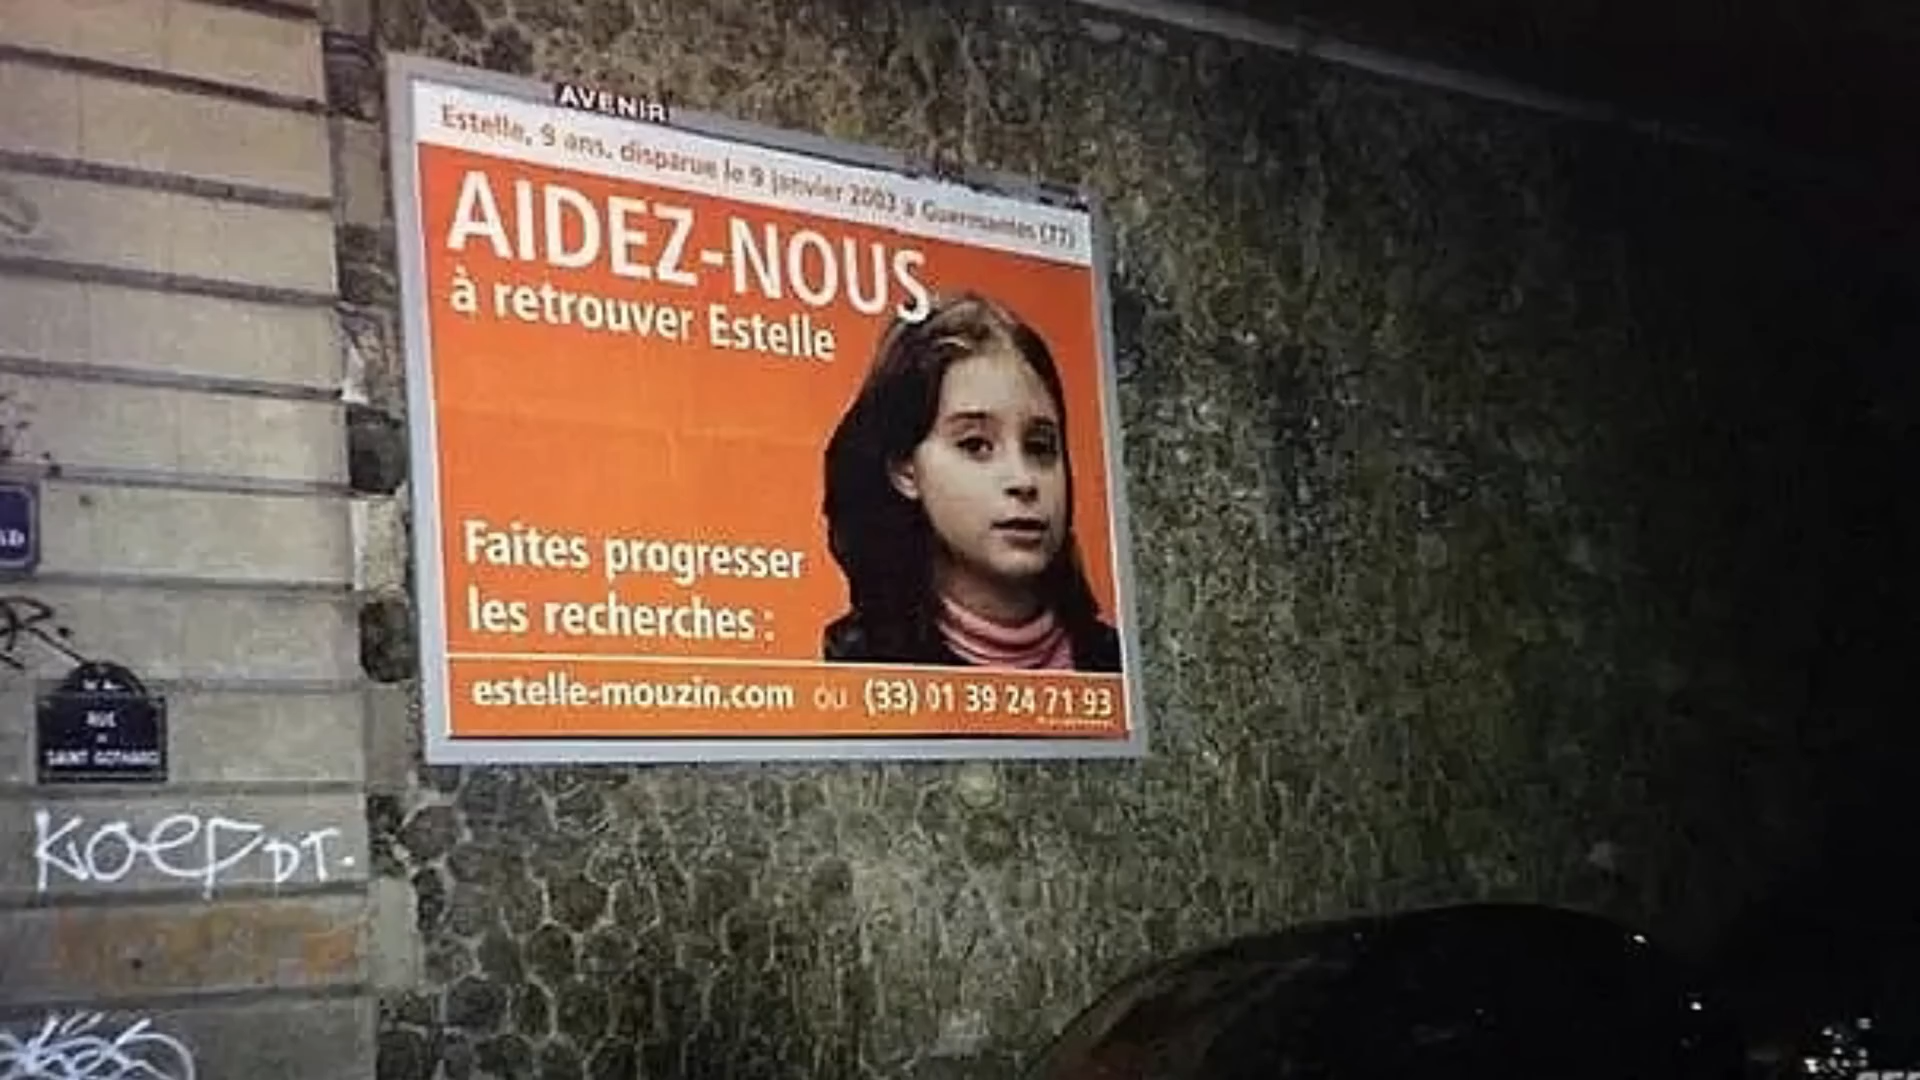 AVENIR
Estelle, 9 ans, disparue le 9 janvier 2003 à Guermantes (77)
AIDEZ-NOUS
à retrouver Estelle
Faites progresser
les recherches :
estelle-mouzin.com ou (33) 01 39 24 71 93
RUE
SAINT GOTHARD
DT.